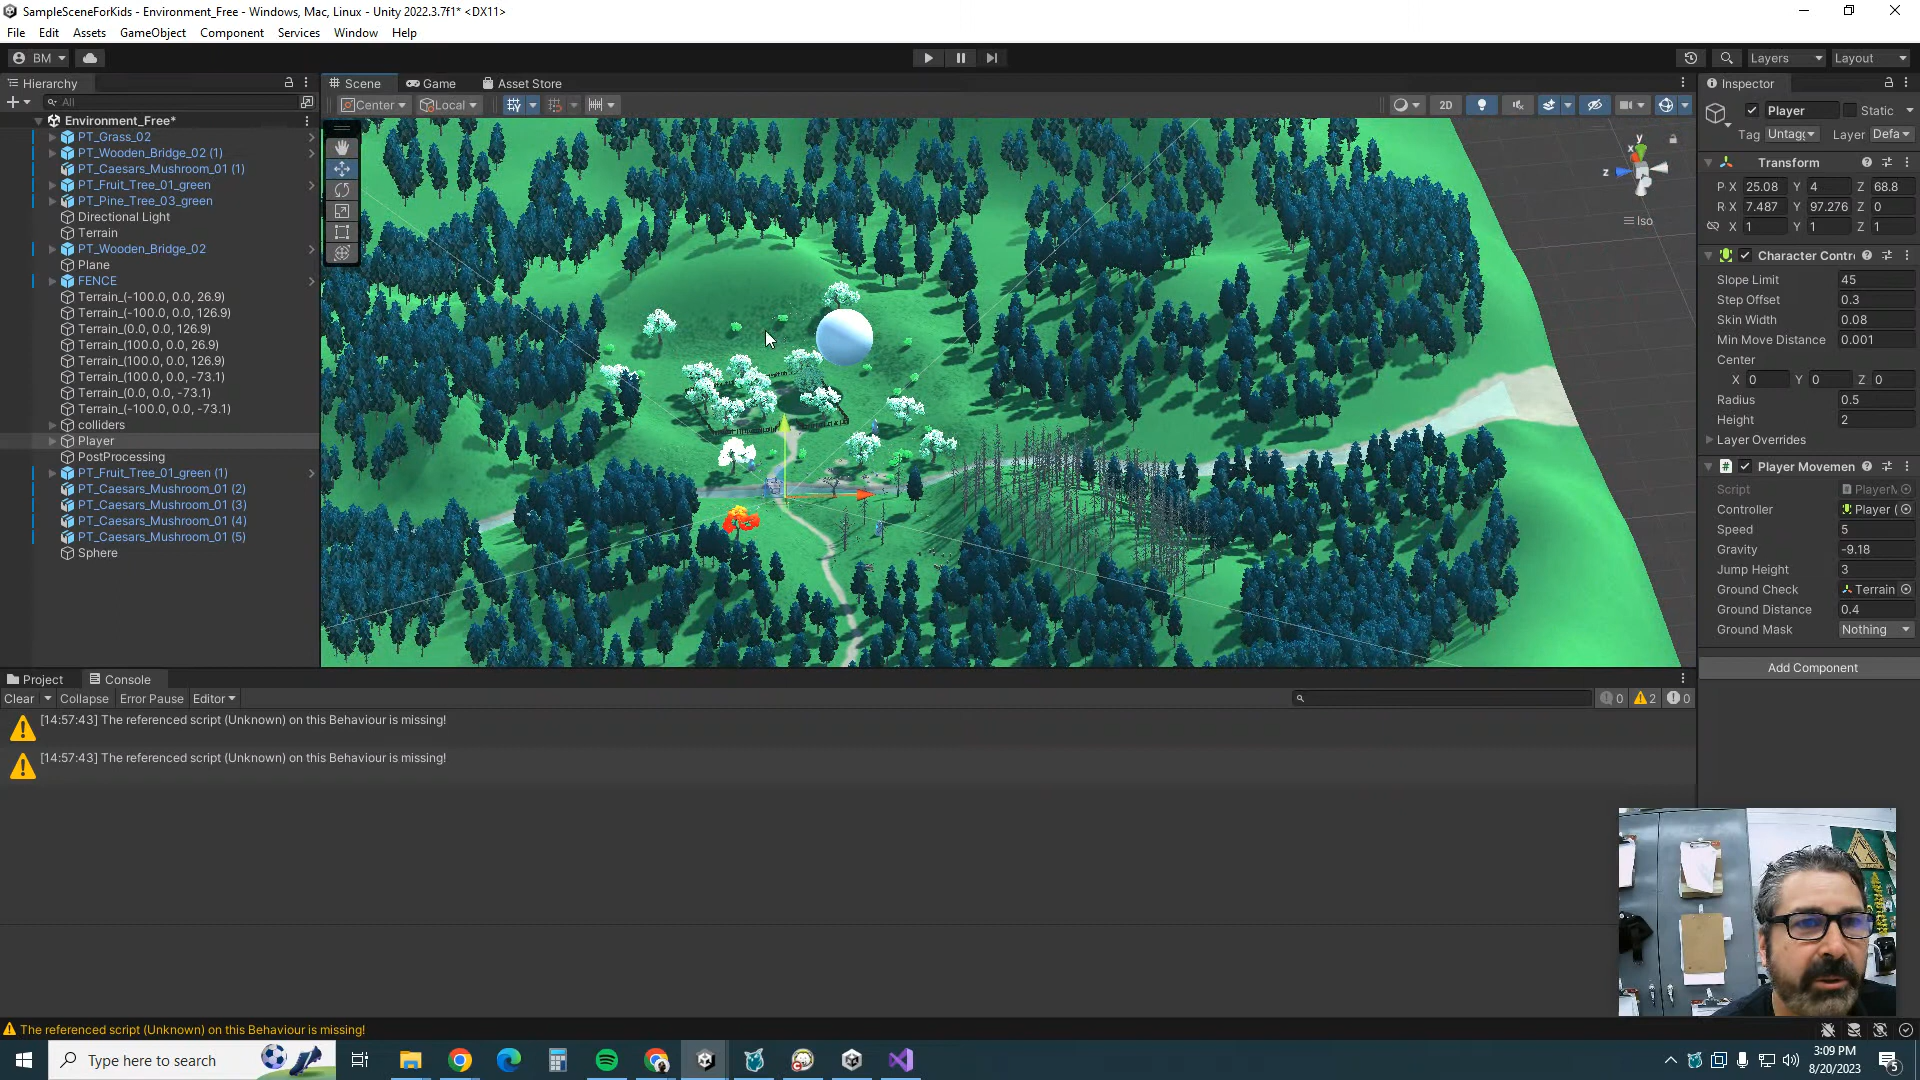 SampleSceneForKids - Environment_Free - Windows, Mac, Linux - Unity 2022.3.7f1* <DX11>
File Edit Assets GameObject Component Services Window Help
BM Layers Layout
Hierarchy
All
Environment_Free*
PT_Grass_02
PT_Wooden_Bridge_02 (1)
PT_Caesars_Mushroom_01 (1)
PT_Fruit_Tree_01_green
PT_Pine_Tree_03_green
Directional Light
Terrain
PT_Wooden_Bridge_02
Plane
FENCE
Terrain_(-100.0, 0.0, 26.9)
Terrain_(-100.0, 0.0, 126.9)
Terrain_(0.0, 0.0, 126.9)
Terrain_(100.0, 0.0, 26.9)
Terrain_(100.0, 0.0, 126.9)
Terrain_(100.0, 0.0, -73.1)
Terrain_(0.0, 0.0, -73.1)
Terrain_(-100.0, 0.0, -73.1)
colliders
Player
PostProcessing
PT_Fruit_Tree_01_green (1)
PT_Caesars_Mushroom_01 (2)
PT_Caesars_Mushroom_01 (3)
PT_Caesars_Mushroom_01 (4)
PT_Caesars_Mushroom_01 (5)
Sphere
Scene Game Asset Store
Center Local 2D
y
x
z
Iso
Inspector
Player Static
Tag Untagg Layer Defa
Transform
P X 25.08 Y 4 Z 68.8
R X 7.487 Y 97.276 Z 0
X 1 Y 1 Z 1
Character Contr
Slope Limit 45
Step Offset 0.3
Skin Width 0.08
Min Move Distance 0.001
Center
X 0 Y 0 Z 0
Radius 0.5
Height 2
Layer Overrides
# Player Movemen
Script PlayerM
Controller Player (
Speed 5
Gravity -9.18
Jump Height 3
Ground Check Terrain
Ground Distance 0.4
Ground Mask Nothing
Add Component
Project Console
Clear Collapse Error Pause Editor 0 2 0
[14:57:43] The referenced script (Unknown) on this Behaviour is missing!
[14:57:43] The referenced script (Unknown) on this Behaviour is missing!
The referenced script (Unknown) on this Behaviour is missing!
Type here to search
3:09 PM
8/20/2023
5